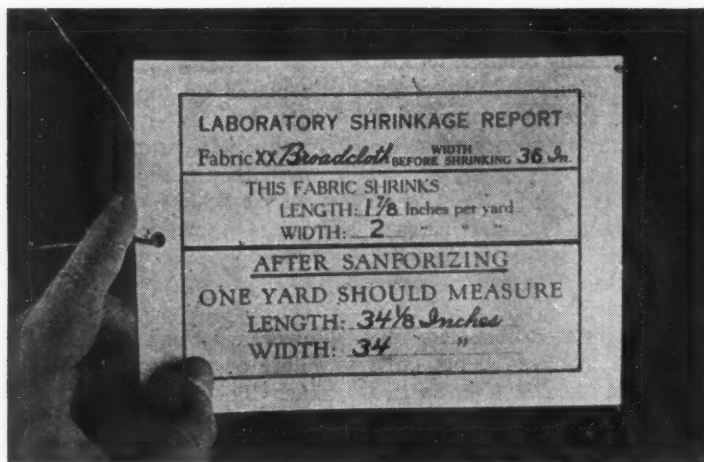 LABORATORY SHRINKAGE REPORT
Fabric XX Broadcloth WIDTH BEFORE SHRINKING 36 In.
THIS FABRIC SHRINKS
LENGTH: 1 7/8 Inches per yard
WIDTH: 2 " " "
AFTER SANFORIZING
ONE YARD SHOULD MEASURE
LENGTH: 34 1/8 Inches
WIDTH: 34 "